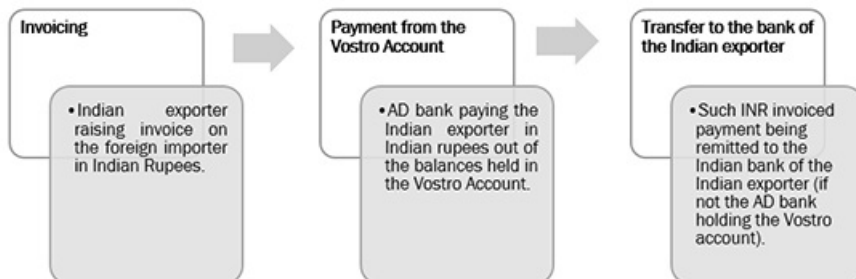 Invoicing
•Indian exporter
raising invoice on
the foreign importer
in Indian Rupees.
Payment from the
Vostro Account
•AD bank paying the
Indian exporter in
Indian rupees out of
the balances held in
the Vostro Account.
Transfer to the bank of
the Indian exporter
•Such INR invoiced
payment being
remitted to the
Indian bank of the
Indian exporter (if
not the AD bank
holding the Vostro
account).